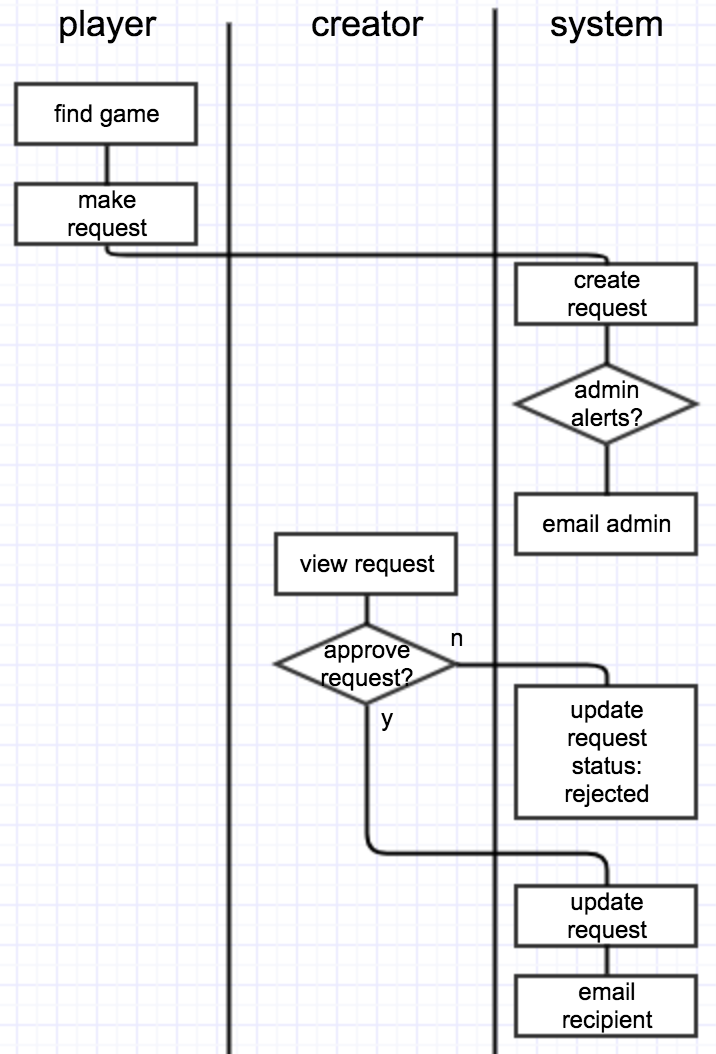 player
creator
system
find game
make
request
create
request
admin
alerts?
email admin
view request
approve
request?
n
y
update
request
status:
rejected
update
request
email
recipient